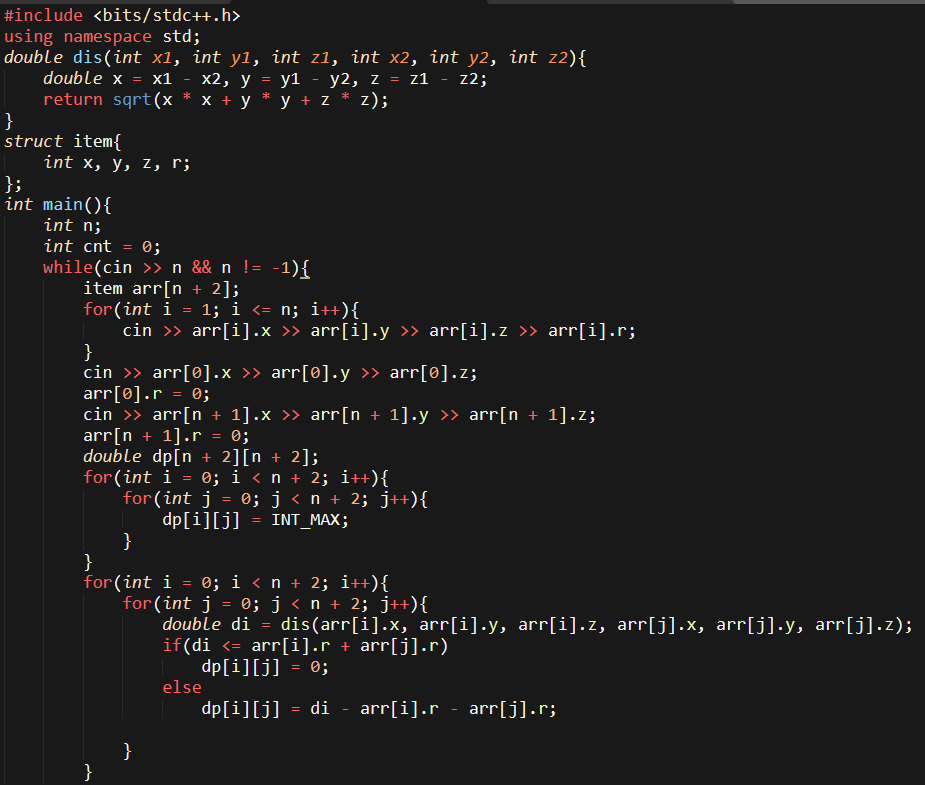 #include <bits/stdc++.h>
using namespace std;
double dis(int x1, int y1, int z1, int x2, int y2, int z2){
    double x = x1 - x2, y = y1 - y2, z = z1 - z2;
    return sqrt(x * x + y * y + z * z);
}
struct item{
    int x, y, z, r;
};
int main(){
    int n;
    int cnt = 0;
    while(cin >> n && n != -1){
        item arr[n + 2];
        for(int i = 1; i <= n; i++){
            cin >> arr[i].x >> arr[i].y >> arr[i].z >> arr[i].r;
        }
        cin >> arr[0].x >> arr[0].y >> arr[0].z;
        arr[0].r = 0;
        cin >> arr[n + 1].x >> arr[n + 1].y >> arr[n + 1].z;
        arr[n + 1].r = 0;
        double dp[n + 2][n + 2];
        for(int i = 0; i < n + 2; i++){
            for(int j = 0; j < n + 2; j++){
                dp[i][j] = INT_MAX;
            }
        }
        for(int i = 0; i < n + 2; i++){
            for(int j = 0; j < n + 2; j++){
                double di = dis(arr[i].x, arr[i].y, arr[i].z, arr[j].x, arr[j].y, arr[j].z);
                if(di <= arr[i].r + arr[j].r)
                    dp[i][j] = 0;
                else
                    dp[i][j] = di - arr[i].r - arr[j].r;

            }
        }